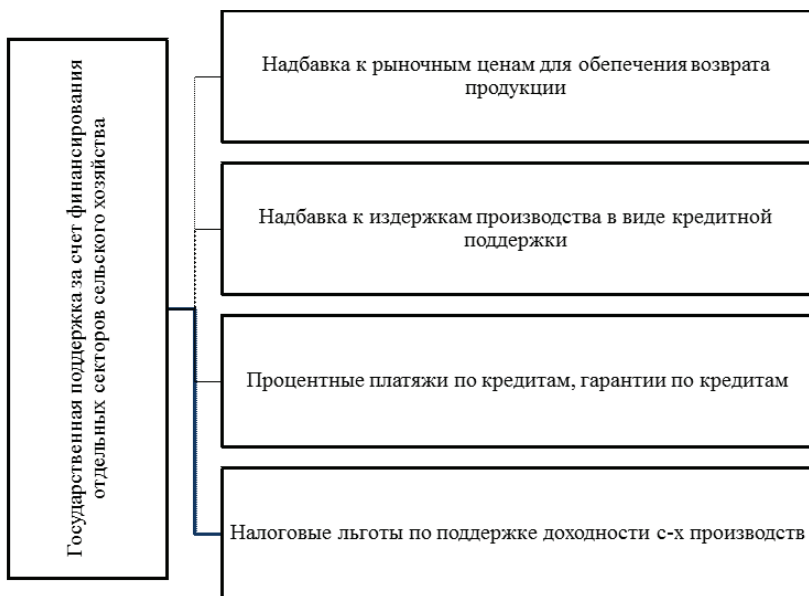 Государственная поддержка за счет финансирования
отдельных секторов сельского хозяйства
Надбавка к рыночным ценам для обепечения возврата
продукции
Надбавка к издержкам производства в виде кредитной
поддержки
Процентные платяжи по кредитам, гарантии по кредитам
Налоговые льготы по поддержке доходности с-х производств